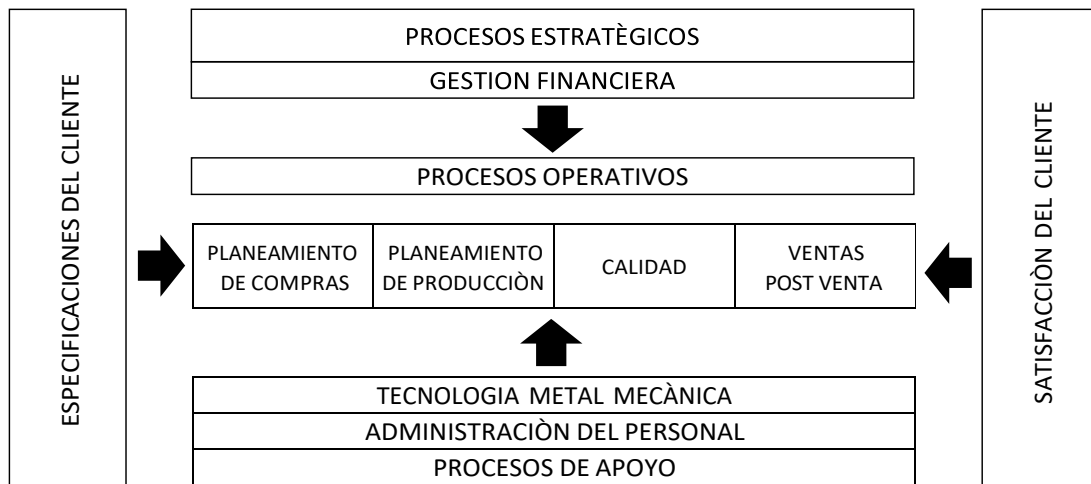 ESPECIFICACIONES DEL CLIENTE
PROCESOS ESTRATÈGICOS
GESTION FINANCIERA
PROCESOS OPERATIVOS
PLANEAMIENTO
DE COMPRAS
PLANEAMIENTO
DE PRODUCCIÒN
CALIDAD
VENTAS
POST VENTA
TECNOLOGIA METAL MECÀNICA
ADMINISTRACIÒN DEL PERSONAL
PROCESOS DE APOYO
SATISFACCIÒN DEL CLIENTE